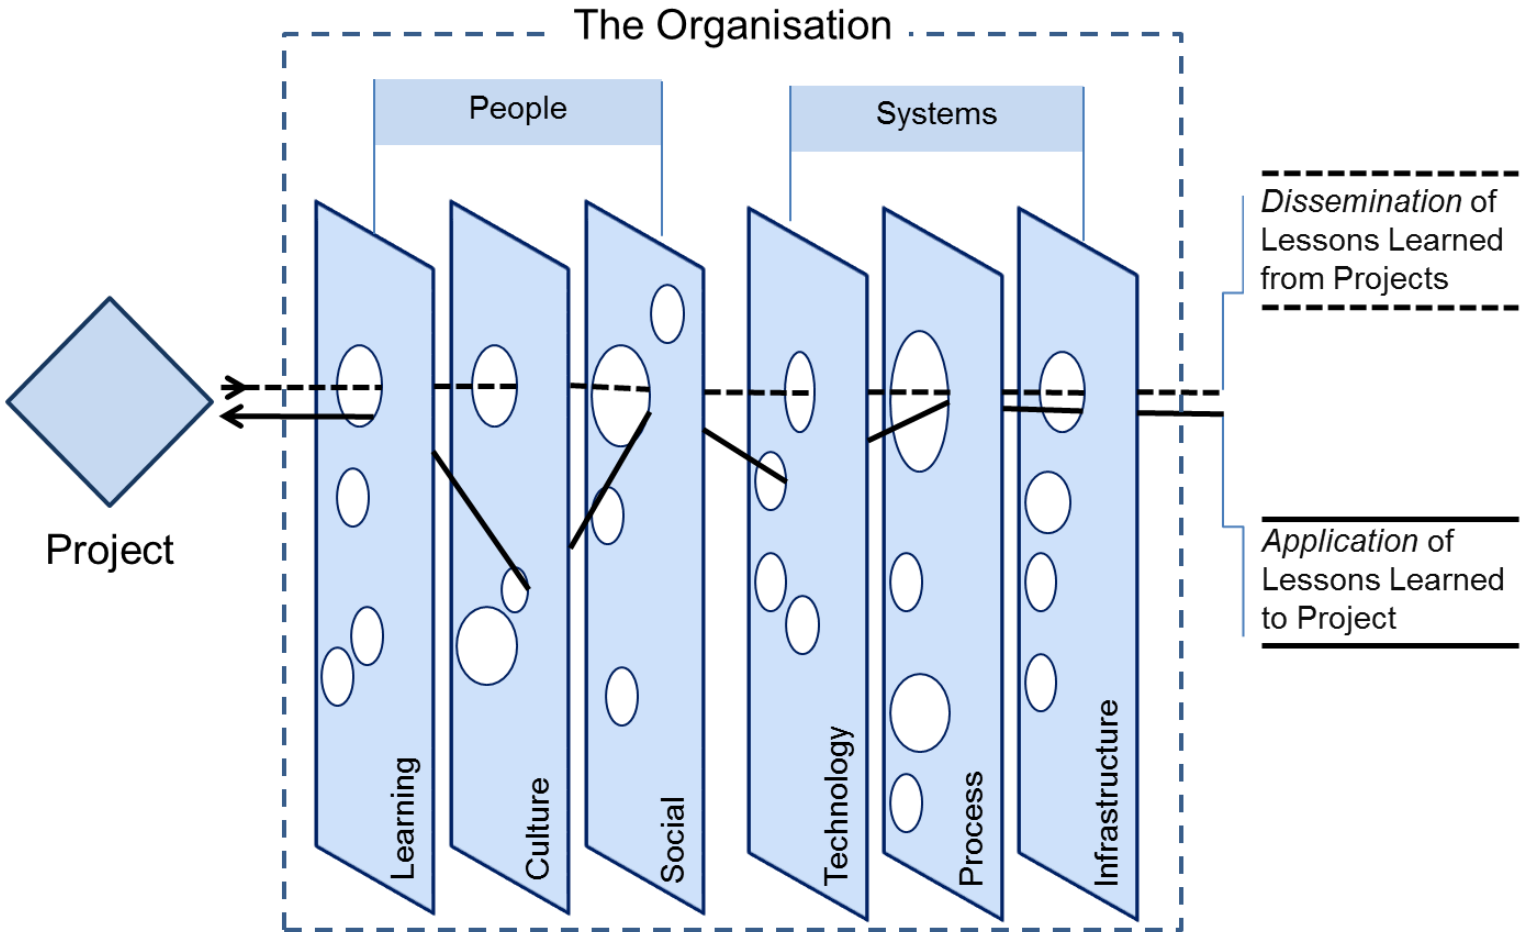 The Organisation
People
Systems
Dissemination of
Lessons Learned
from Projects
Project
Application of
Lessons Learned
to Project
Learning
Culture
Social
Technology
Process
Infrastructure